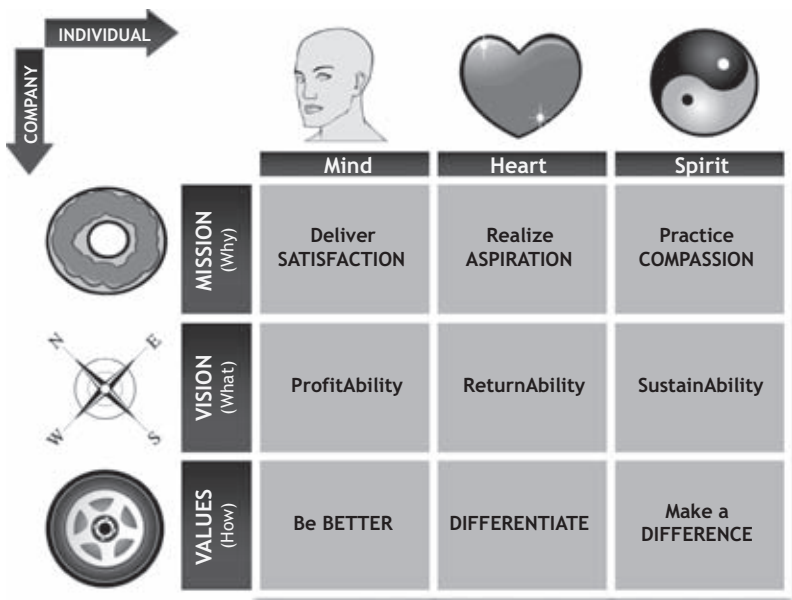 INDIVIDUAL
COMPANY
Mind
Heart
Spirit
MISSION
(Why)
Deliver
SATISFACTION
Realize
ASPIRATION
Practice
COMPASSION
N
E
W
S
VISION
(What)
ProfitAbility
ReturnAbility
SustainAbility
VALUES
(How)
Be BETTER
DIFFERENTIATE
Make a
DIFFERENCE